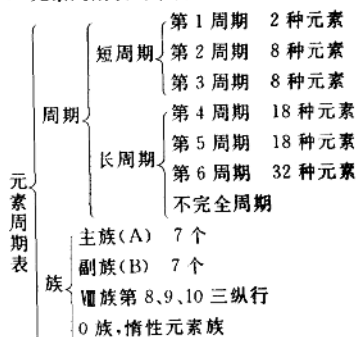 第1周期 2种元素
短周期 第2周期 8种元素
第3周期 8种元素
周期
第4周期 18种元素
第5周期 18种元素
长周期 第6周期 32种元素
不完全周期
元素周期表
主族(A) 7个
副族(B) 7个
族
Ⅷ族第8、9、10三纵行
0族,惰性元素族